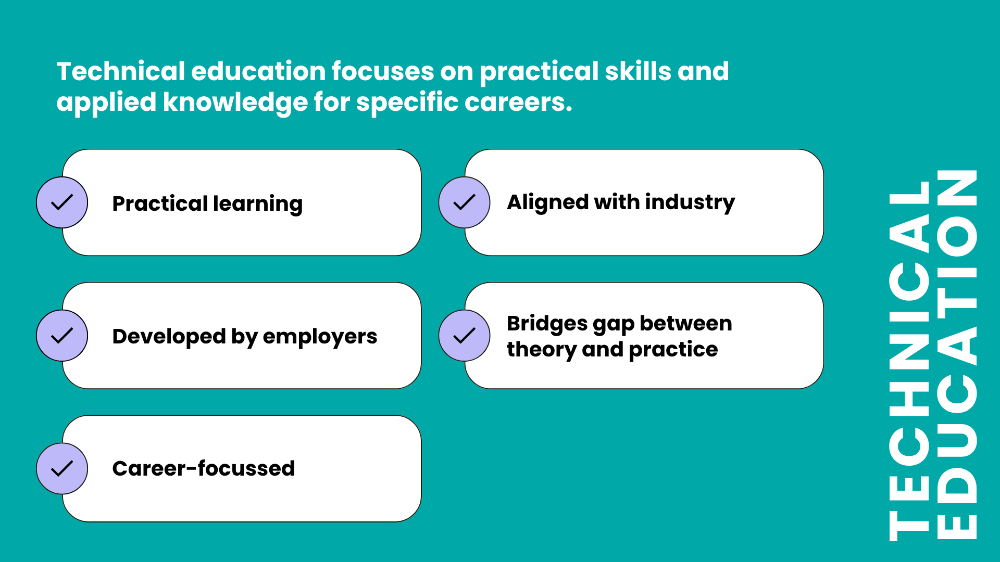 Technical education focuses on practical skills and
applied knowledge for specific careers.
Practical learning
Aligned with industry
Developed by employers
Bridges gap between
theory and practice
Career-focussed
TECHNICAL
EDUCATION